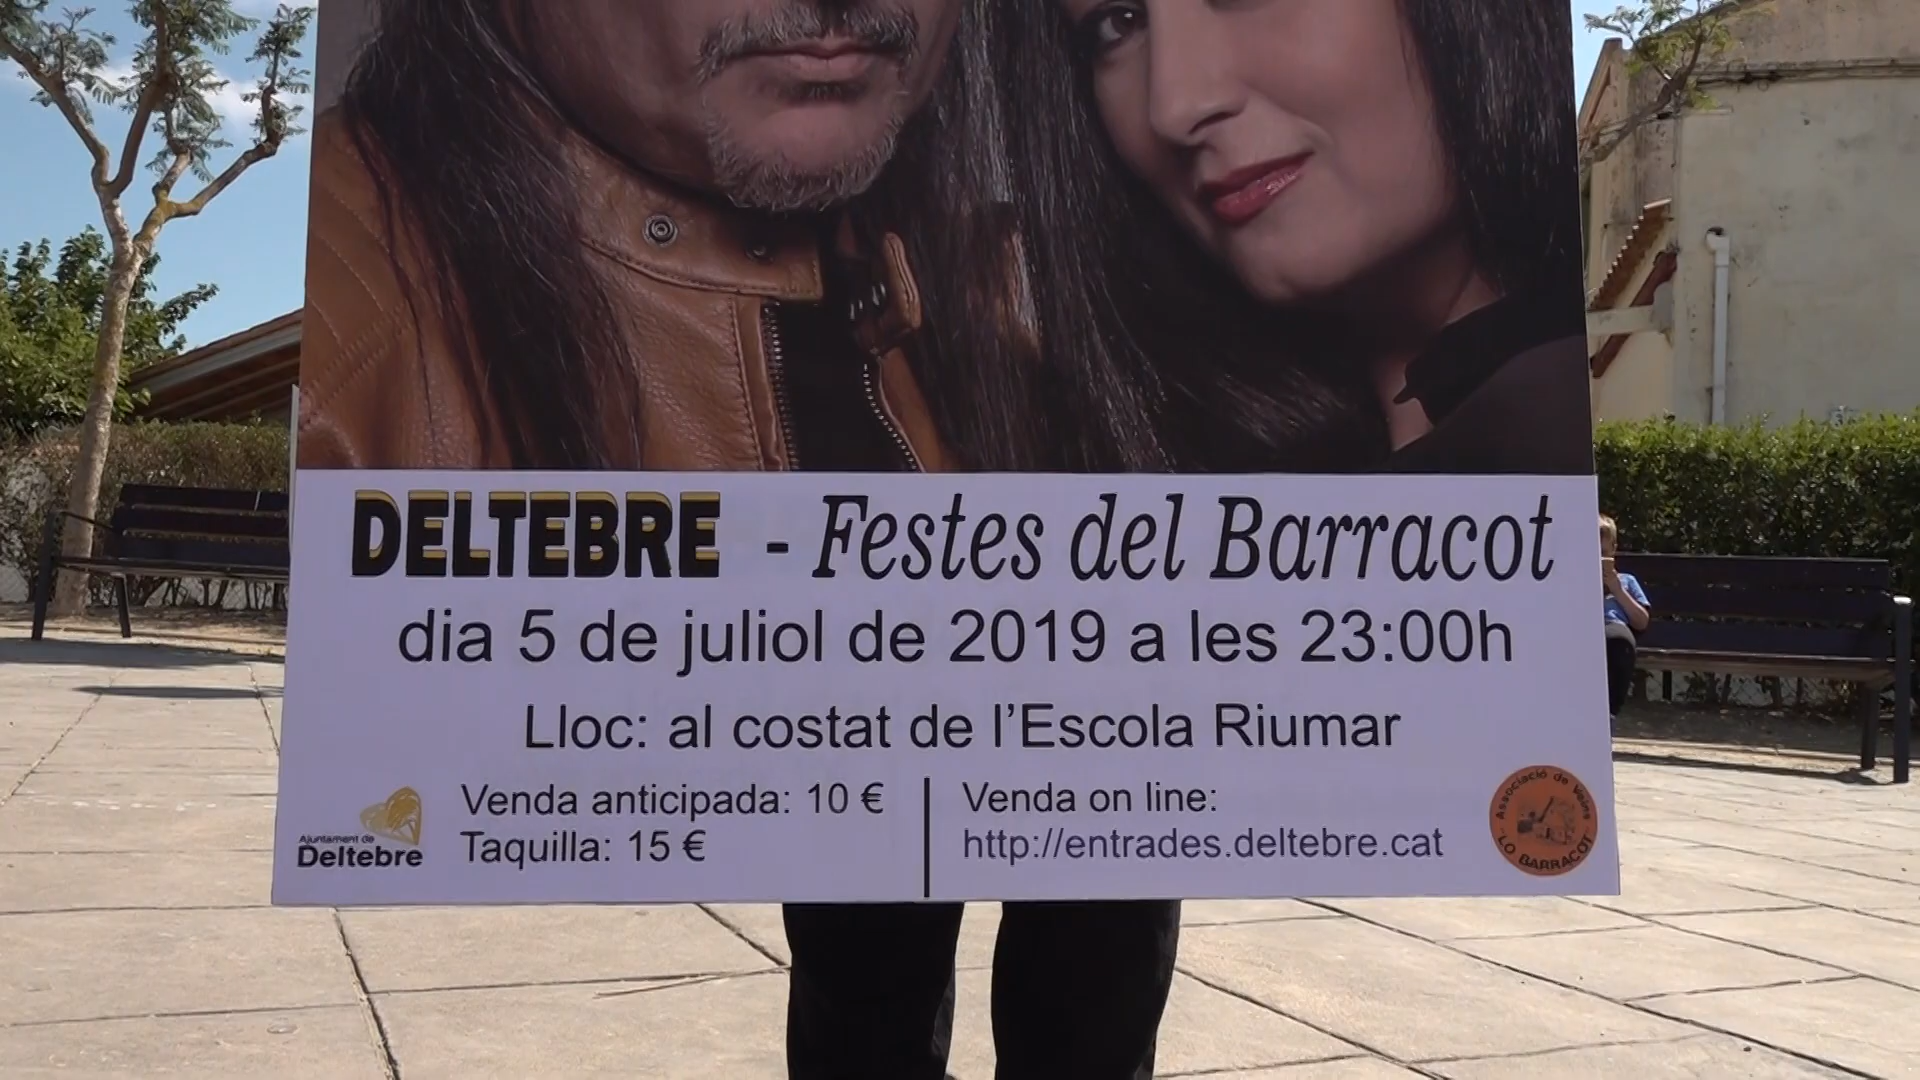 DELTEBRE - Festes del Barracot
dia 5 de juliol de 2019 a les 23:00h
Lloc: al costat de l'Escola Riumar
Venda anticipada: 10 €
Taquilla: 15 €
Venda on line:
http://entrades.deltebre.cat
Ajuntament de
Deltebre
Associació de Veïns
LO BARRACOT